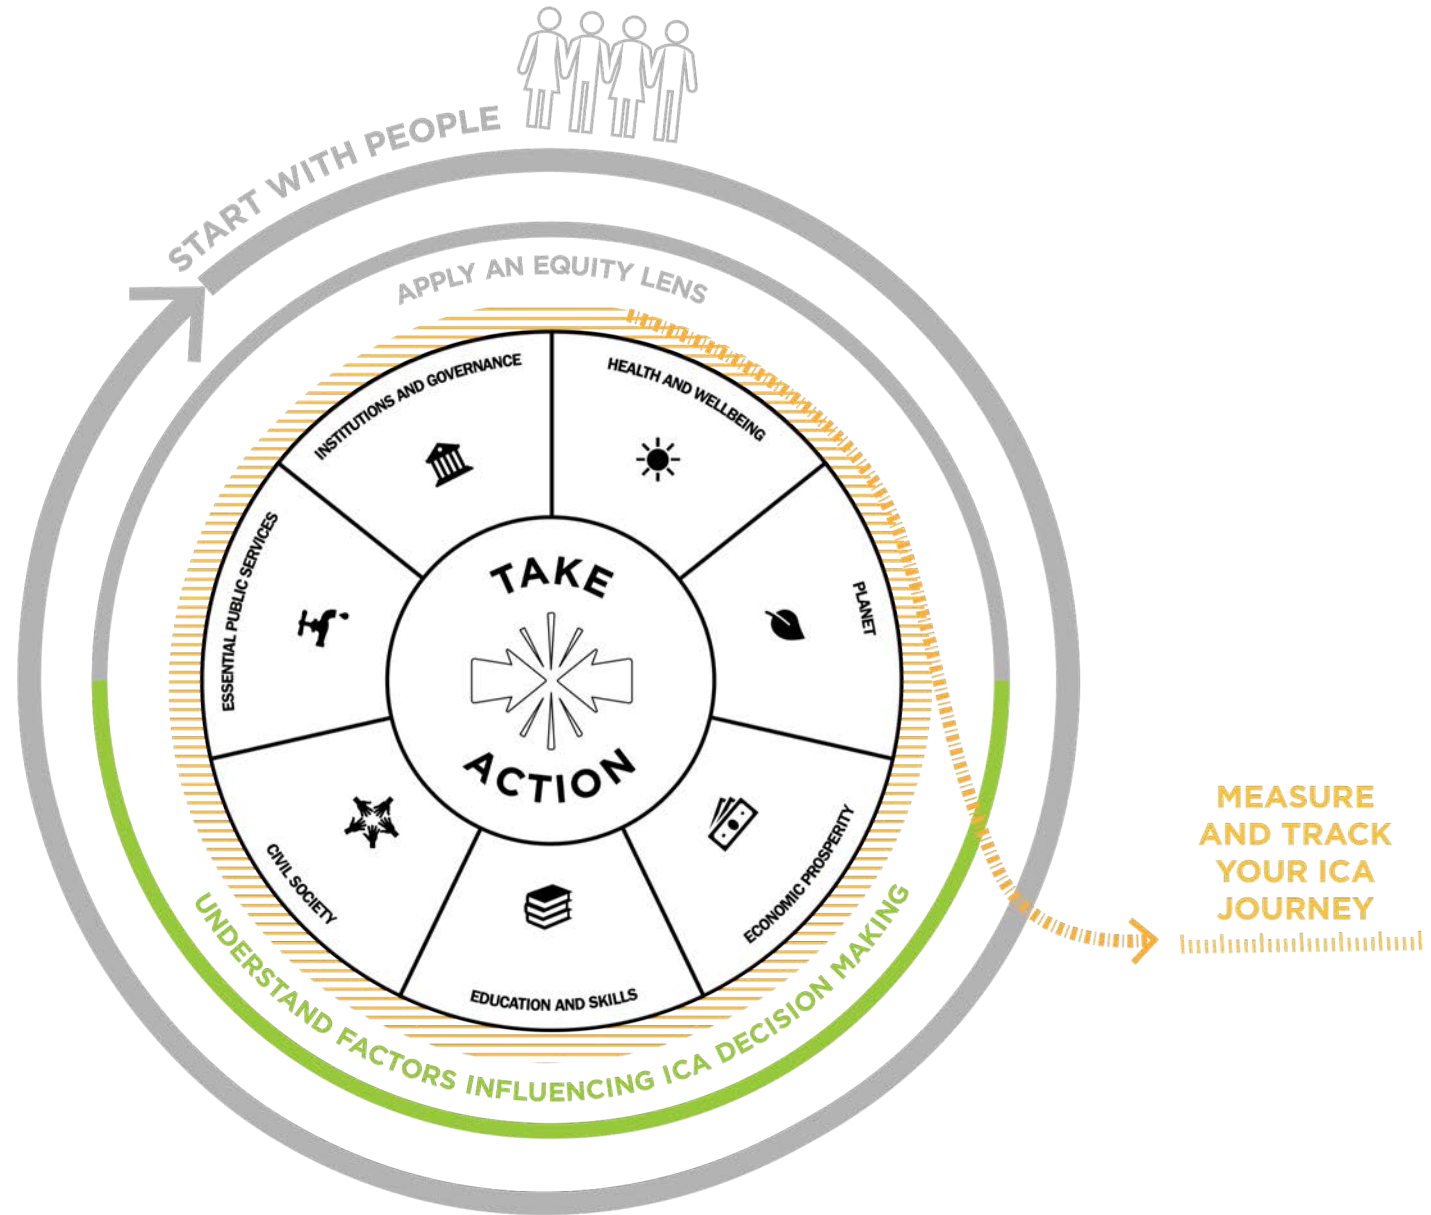 START WITH PEOPLE
APPLY AN EQUITY LENS
INSTITUTIONS AND GOVERNANCE
HEALTH AND WELLBEING
PLANET
ECONOMIC PROSPERITY
EDUCATION AND SKILLS
CIVIL SOCIETY
ESSENTIAL PUBLIC SERVICES
TAKE
ACTION
UNDERSTAND FACTORS INFLUENCING ICA DECISION MAKING
MEASURE
AND TRACK
YOUR ICA
JOURNEY